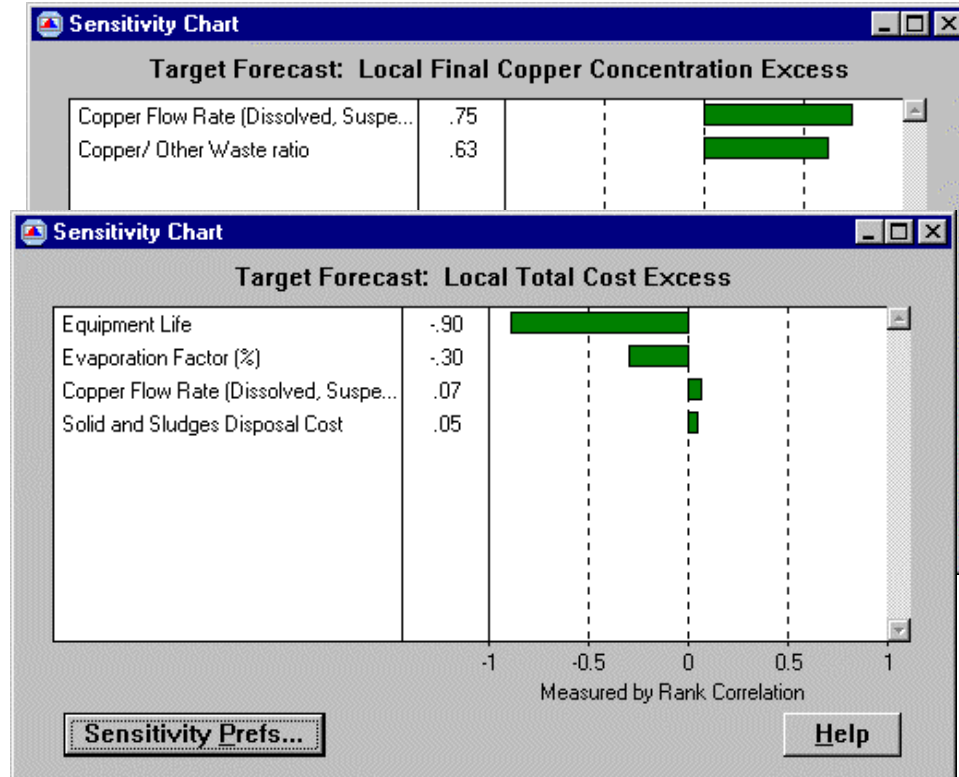 Sensitivity Chart
Target Forecast: Local Final Copper Concentration Excess
Copper Flow Rate (Dissolved, Suspe... .75
Copper/ Other Waste ratio .63
Sensitivity Chart
Target Forecast: Local Total Cost Excess
Equipment Life -.90
Evaporation Factor (%) -.30
Copper Flow Rate (Dissolved, Suspe... .07
Solid and Sludges Disposal Cost .05
-1 -0.5 0 0.5 1
Measured by Rank Correlation
Sensitivity Prefs... Help